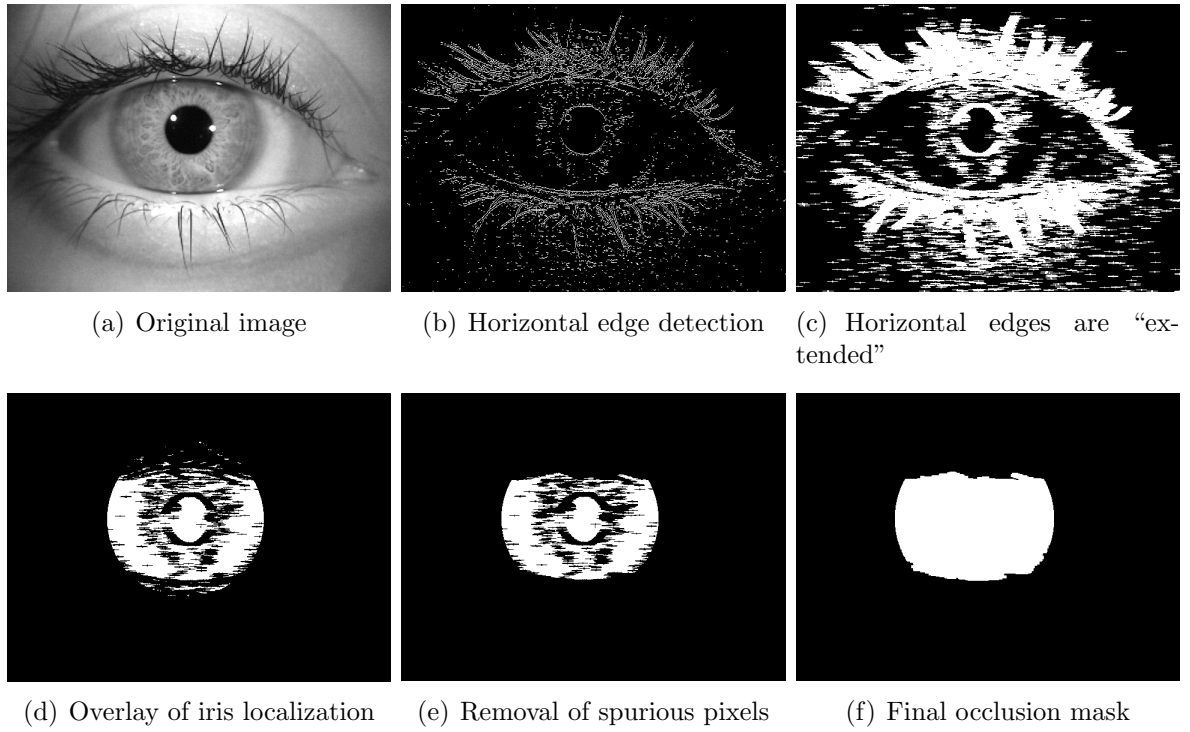 (a) Original image
(b) Horizontal edge detection
(c) Horizontal edges are “ex-
tended”
(d) Overlay of iris localization
(e) Removal of spurious pixels
(f) Final occlusion mask